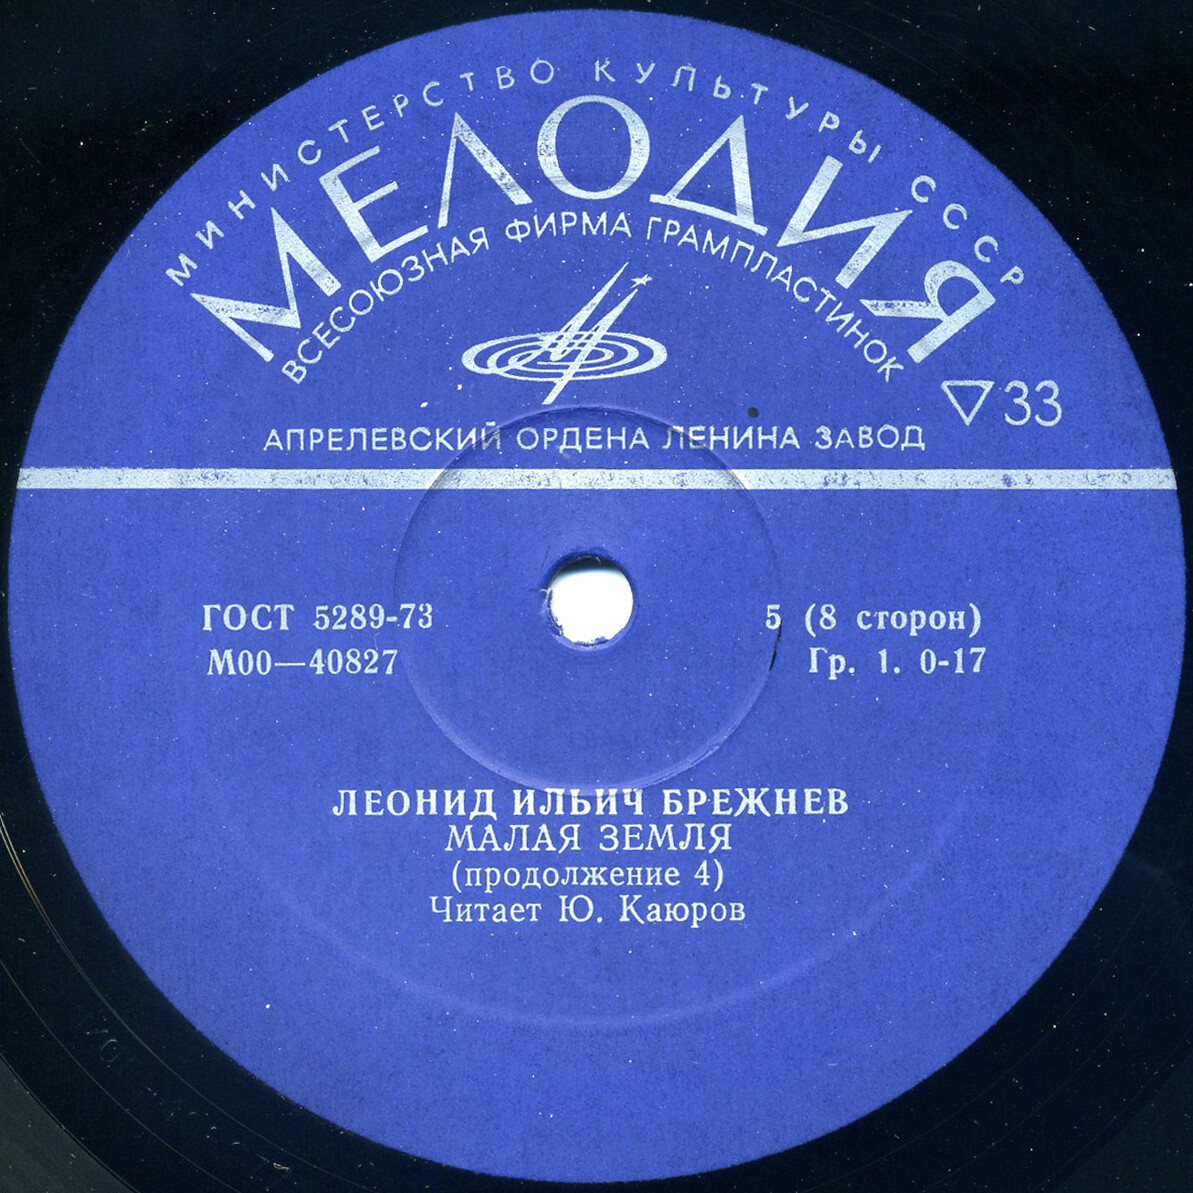 МИНИСТЕРСТВО КУЛЬТУРЫ СССР
МЕЛОДИЯ
ВСЕСОЮЗНАЯ ФИРМА ГРАМПЛАСТИНОК
33
АПРЕЛЕВСКИЙ ОРДЕНА ЛЕНИНА ЗАВОД
ГОСТ 5289-73
5 (8 сторон)
М00—40827
Гр. 1. 0-17
ЛЕОНИД ИЛЬИЧ БРЕЖНЕВ
МАЛАЯ ЗЕМЛЯ
(продолжение 4)
Читает Ю. Каюров